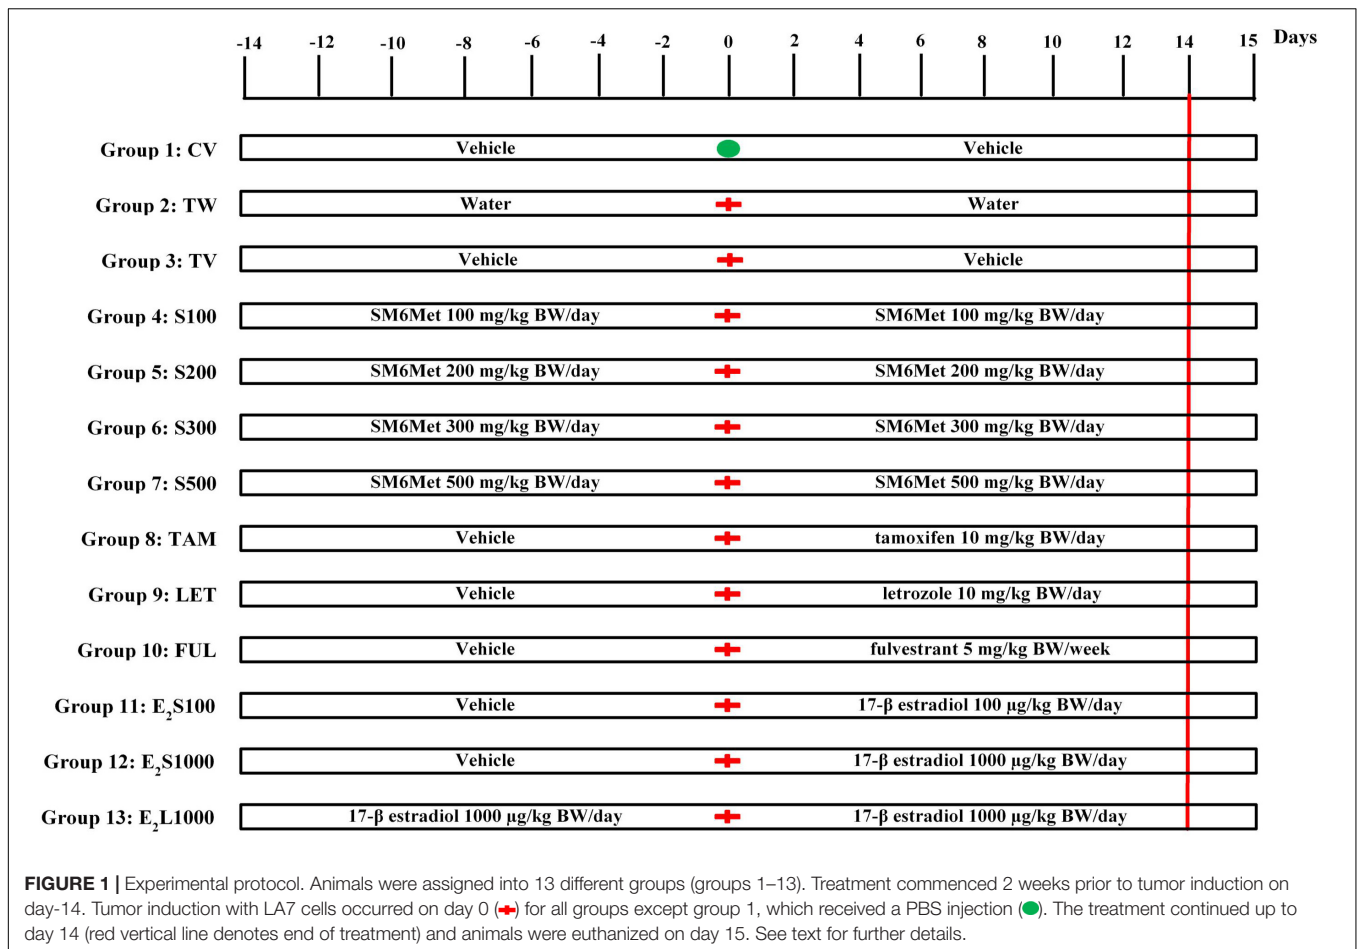 -14 -12 -10 -8 -6 -4 -2 0 2 4 6 8 10 12 14 15 Days
Group 1: CV Vehicle Vehicle
Group 2: TW Water Water
Group 3: TV Vehicle Vehicle
Group 4: S100 SM6Met 100 mg/kg BW/day SM6Met 100 mg/kg BW/day
Group 5: S200 SM6Met 200 mg/kg BW/day SM6Met 200 mg/kg BW/day
Group 6: S300 SM6Met 300 mg/kg BW/day SM6Met 300 mg/kg BW/day
Group 7: S500 SM6Met 500 mg/kg BW/day SM6Met 500 mg/kg BW/day
Group 8: TAM Vehicle tamoxifen 10 mg/kg BW/day
Group 9: LET Vehicle letrozole 10 mg/kg BW/day
Group 10: FUL Vehicle fulvestrant 5 mg/kg BW/week
Group 11: E₂S100 Vehicle 17-β estradiol 100 μg/kg BW/day
Group 12: E₂S1000 Vehicle 17-β estradiol 1000 μg/kg BW/day
Group 13: E₂L1000 17-β estradiol 1000 μg/kg BW/day 17-β estradiol 1000 μg/kg BW/day
FIGURE 1 | Experimental protocol. Animals were assigned into 13 different groups (groups 1–13). Treatment commenced 2 weeks prior to tumor induction on
day-14. Tumor induction with LA7 cells occurred on day 0 (✚) for all groups except group 1, which received a PBS injection (●). The treatment continued up to
day 14 (red vertical line denotes end of treatment) and animals were euthanized on day 15. See text for further details.